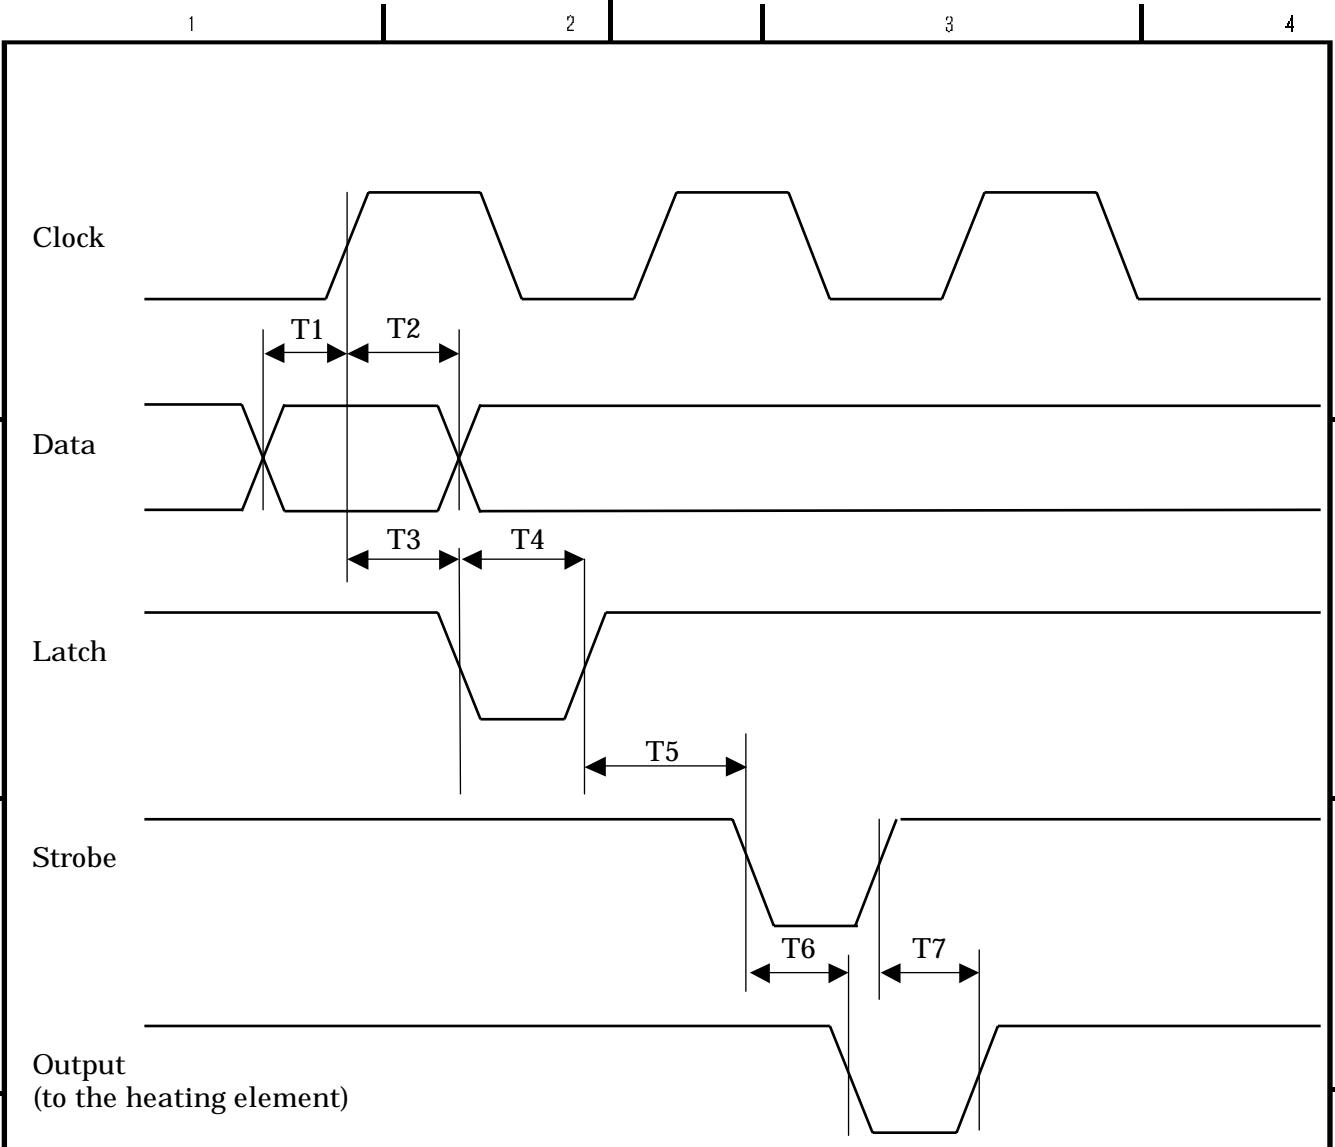 1 2 3 4
Clock
T1 T2
Data
T3 T4
Latch
T5
Strobe
T6 T7
Output
(to the heating element)